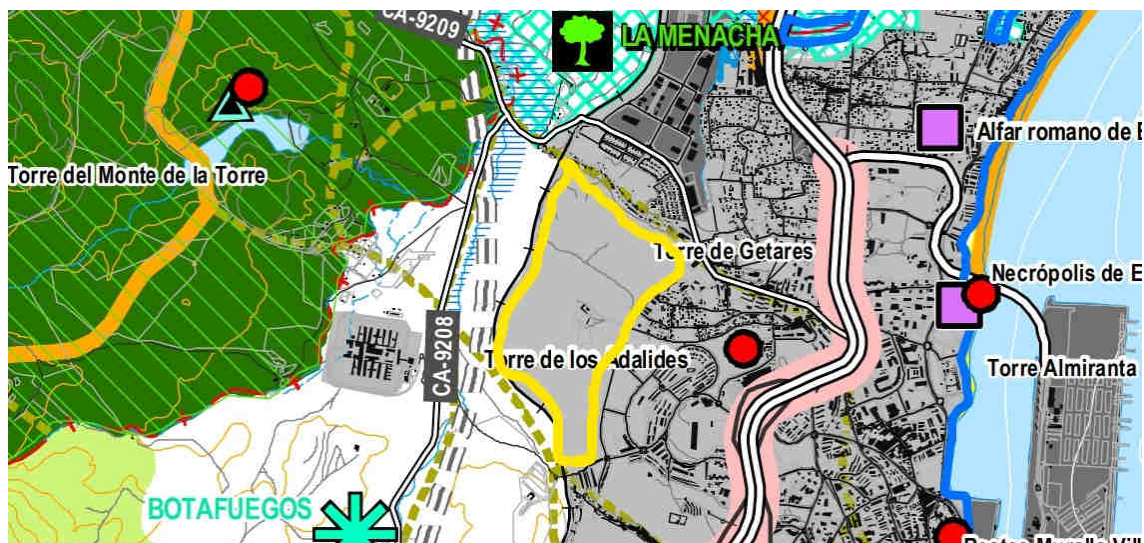 CA-9209
LA MENACHA
Alfar romano de E
Torre del Monte de la Torre
Torre de Getares
Necrópolis de E
CA-9208
Torre de los Adalides
Torre Almiranta
BOTAFUEGOS